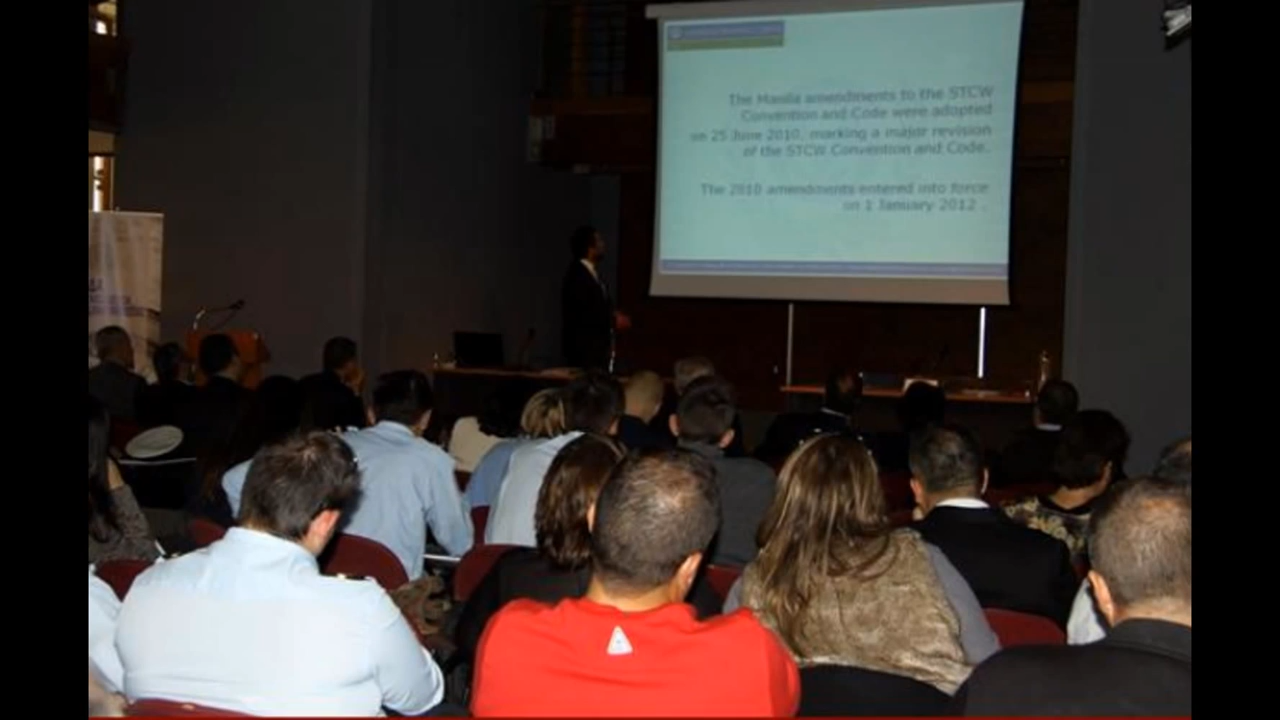 The Manila amendments to the STCW
Convention and Code were adopted
on 25 June 2010, marking a major revision
of the STCW Convention and Code.
The 2010 amendments entered into force
on 1 January 2012 .